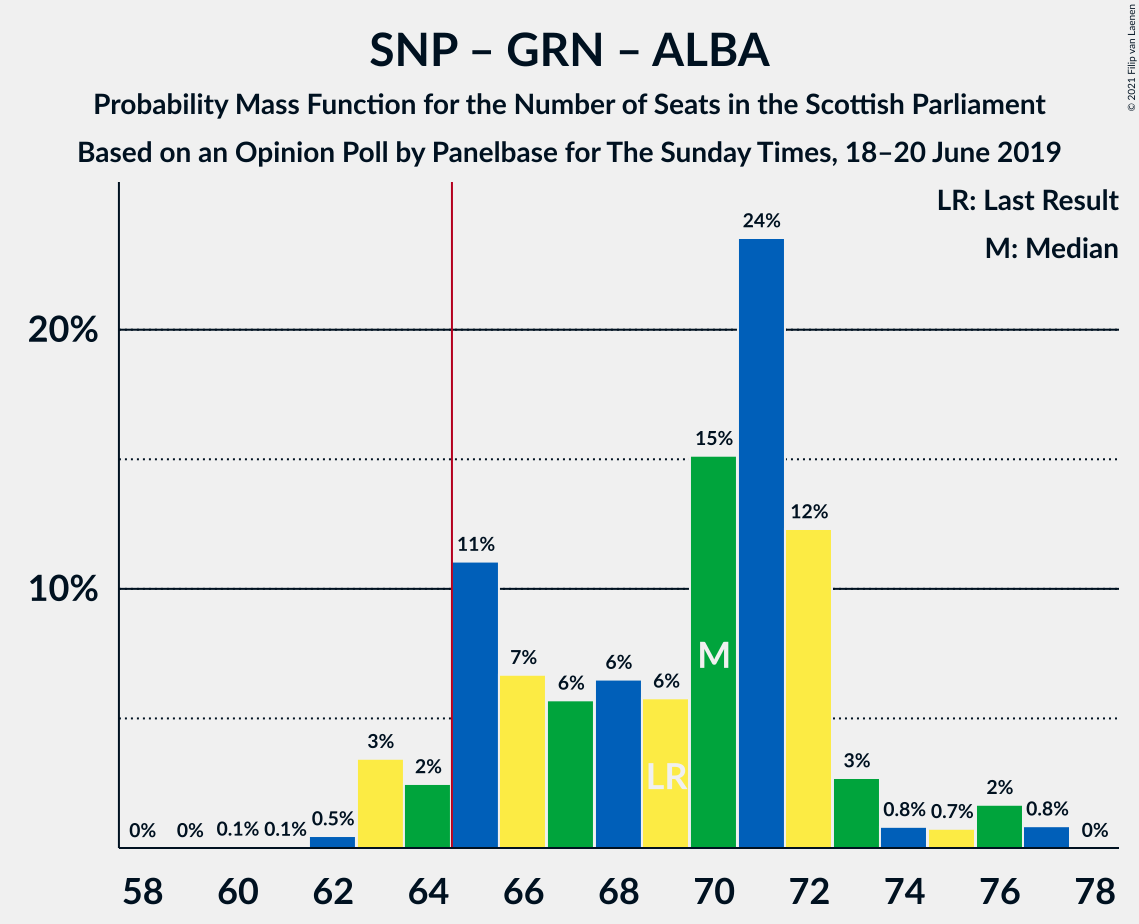 SNP – GRN – ALBA
Probability Mass Function for the Number of Seats in the Scottish Parliament
Based on an Opinion Poll by Panelbase for The Sunday Times, 18–20 June 2019
© 2021 Filip van Laenen
LR: Last Result
M: Median
24%
20%
15%
12%
11%
10%
7%
6%
6%
6%
M
3%
2%
LR
3%
2%
0%
0%
0.1%
0.1%
0.5%
0.8%
0.7%
0.8%
0%
58 60 62 64 66 68 70 72 74 76 78